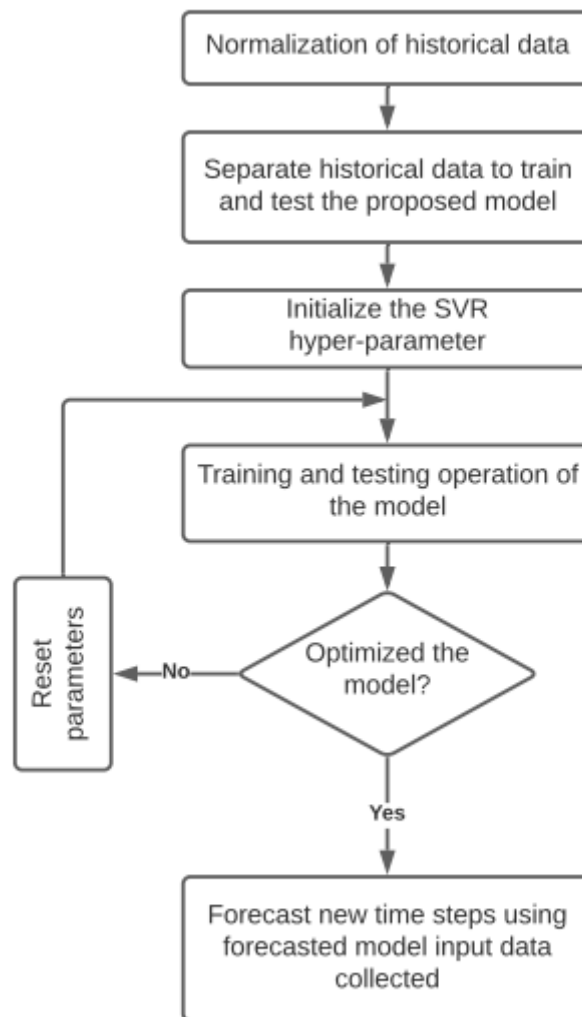 Normalization of historical data
Separate historical data to train
and test the proposed model
Initialize the SVR
hyper-parameter
Training and testing operation of
the model
Optimized the
model?
No
Reset
parameters
Yes
Forecast new time steps using
forecasted model input data
collected